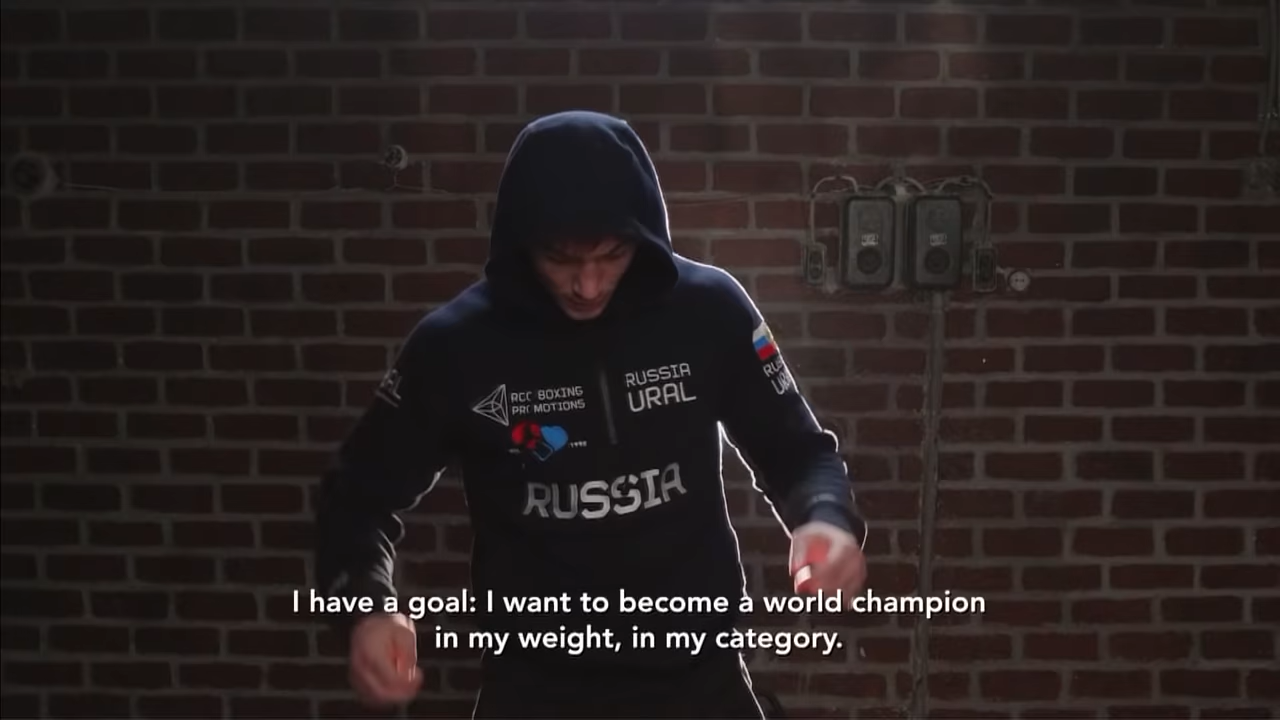 RCC BOXING
PROMOTIONS
RUSSIA
URAL
RUSSIA
I have a goal: I want to become a world champion
in my weight, in my category.